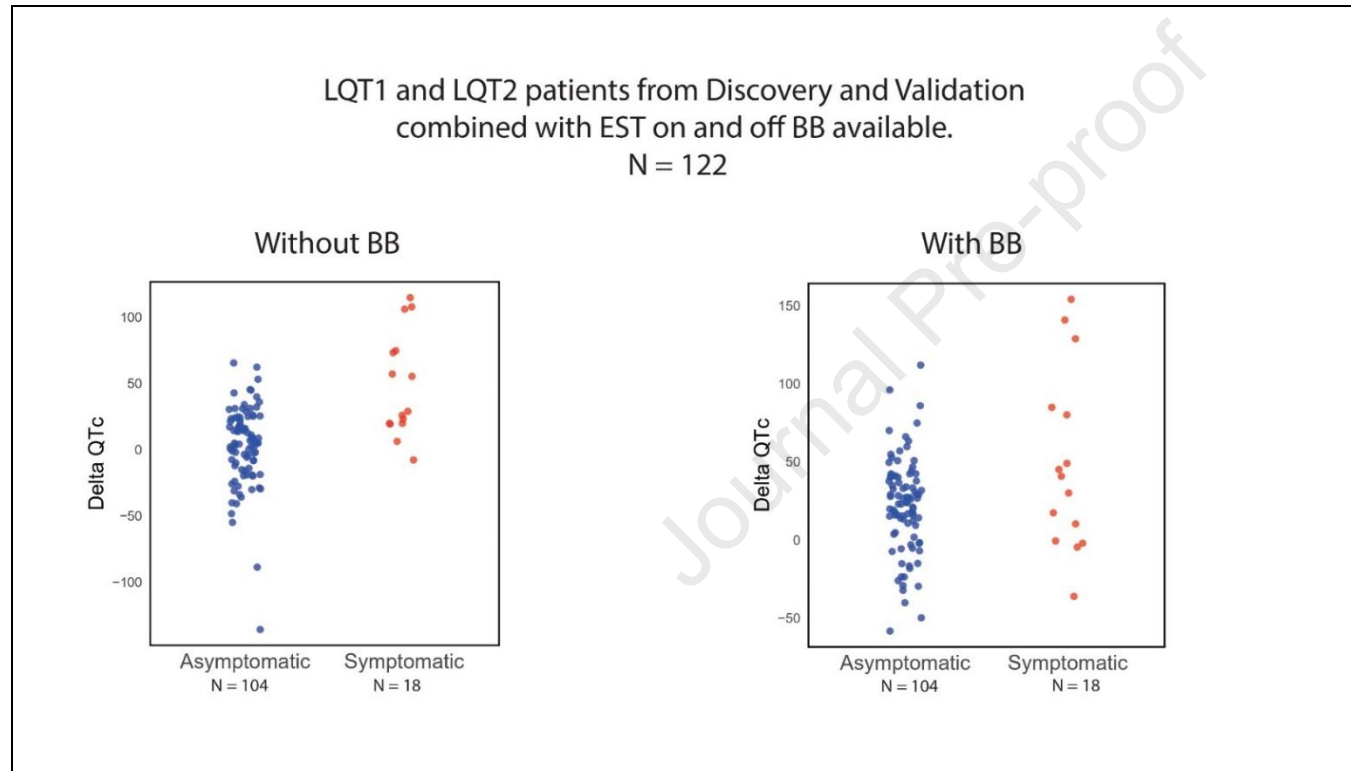 LQT1 and LQT2 patients from Discovery and Validation
combined with EST on and off BB available.
N = 122
Without BB
100
50
0
−50
−100
Delta QTc
Asymptomatic
N = 104
Symptomatic
N = 18
With BB
150
100
50
0
−50
Delta QTc
Asymptomatic
N = 104
Symptomatic
N = 18
Journal Pre-proof